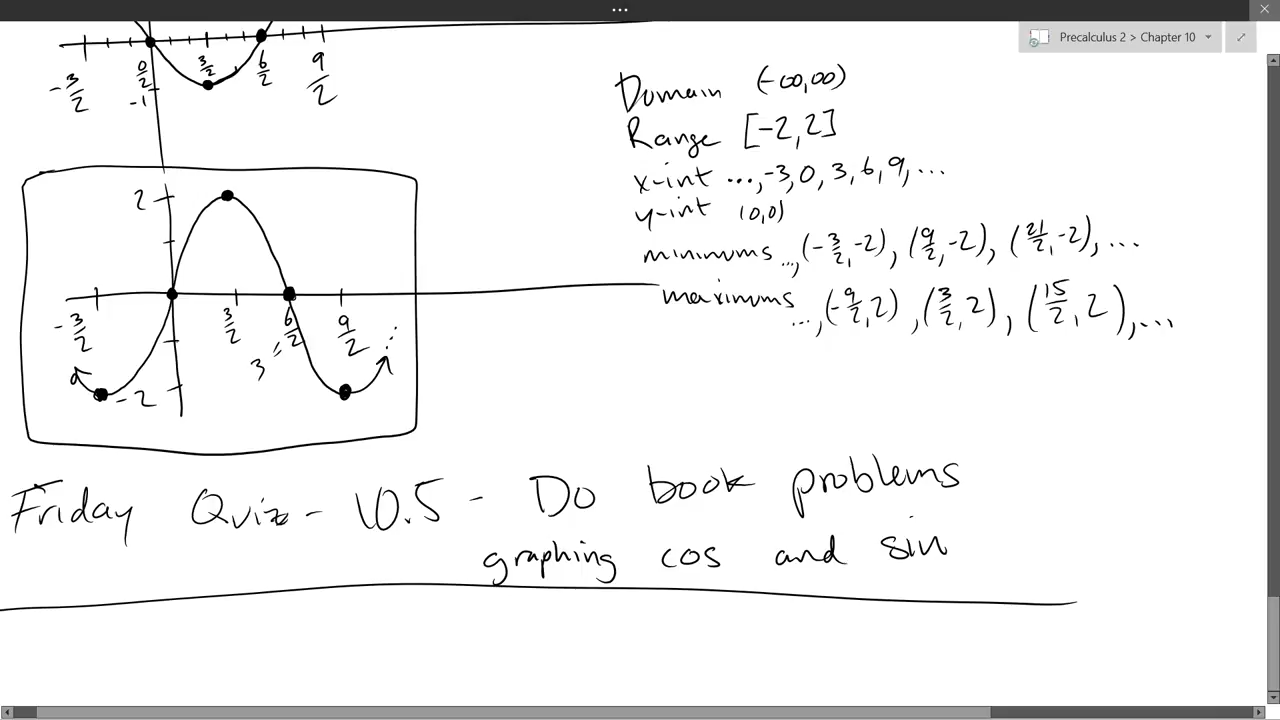 Precalculus 2 > Chapter 10
-3/2 0/2 3/2 6/2 9/2
-1
Domain (-∞,∞)
Range [-2,2]
x-int ...,-3,0,3,6,9,...
y-int (0,0)
minimums ...,(-3/2,-2), (9/2,-2), (21/2,-2),...
maximums ...,(-9/2,2), (3/2,2), (15/2,2),...
2
-3/2 3/2 3=6/2 9/2
-2
Friday Quiz - 10.5 - Do book problems
graphing cos and sin